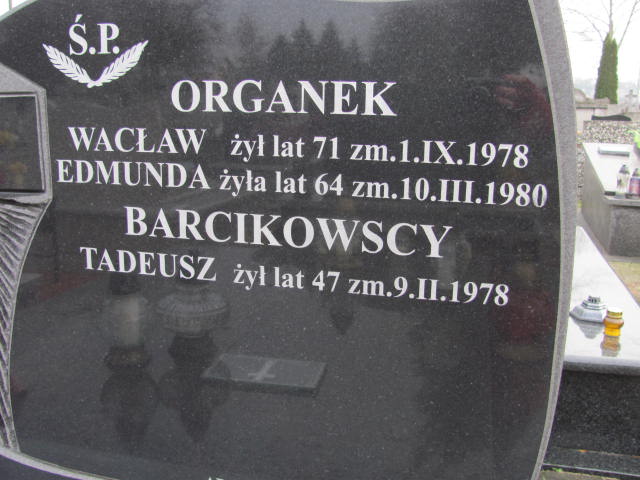 Ś.P.
ORGANEK
WACŁAW żył lat 71 zm.1.IX.1978
EDMUNDA żyła lat 64 zm.10.III.1980
BARCIKOWSCY
TADEUSZ żył lat 47 zm.9.II.1978